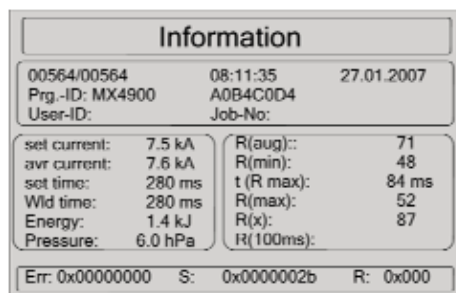 Information
00564/00564 08:11:35 27.01.2007
Prg.-ID: MX4900 A0B4C0D4
User-ID: Job-No:
set current: 7.5 kA
avr current: 7.6 kA
set time: 280 ms
Wld time: 280 ms
Energy: 1.4 kJ
Pressure: 6.0 hPa
R(aug):: 71
R(min): 48
t (R max): 84 ms
R(max): 52
R(x): 87
R(100ms):
Err: 0x00000000 S: 0x0000002b R: 0x000